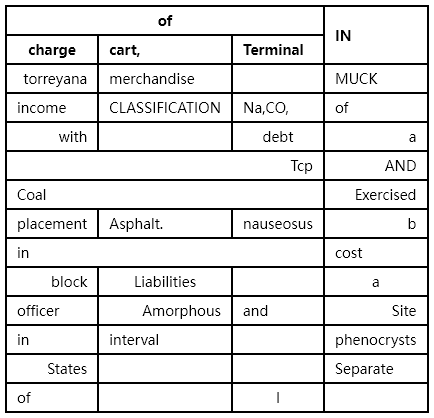 of IN
charge cart, Terminal
torreyana merchandise MUCK
income CLASSIFICATION Na,CO, of
with debt a
Tcp AND
Coal Exercised
placement Asphalt. nauseosus b
in cost
block Liabilities a
officer Amorphous and Site
in interval phenocrysts
States Separate
of l